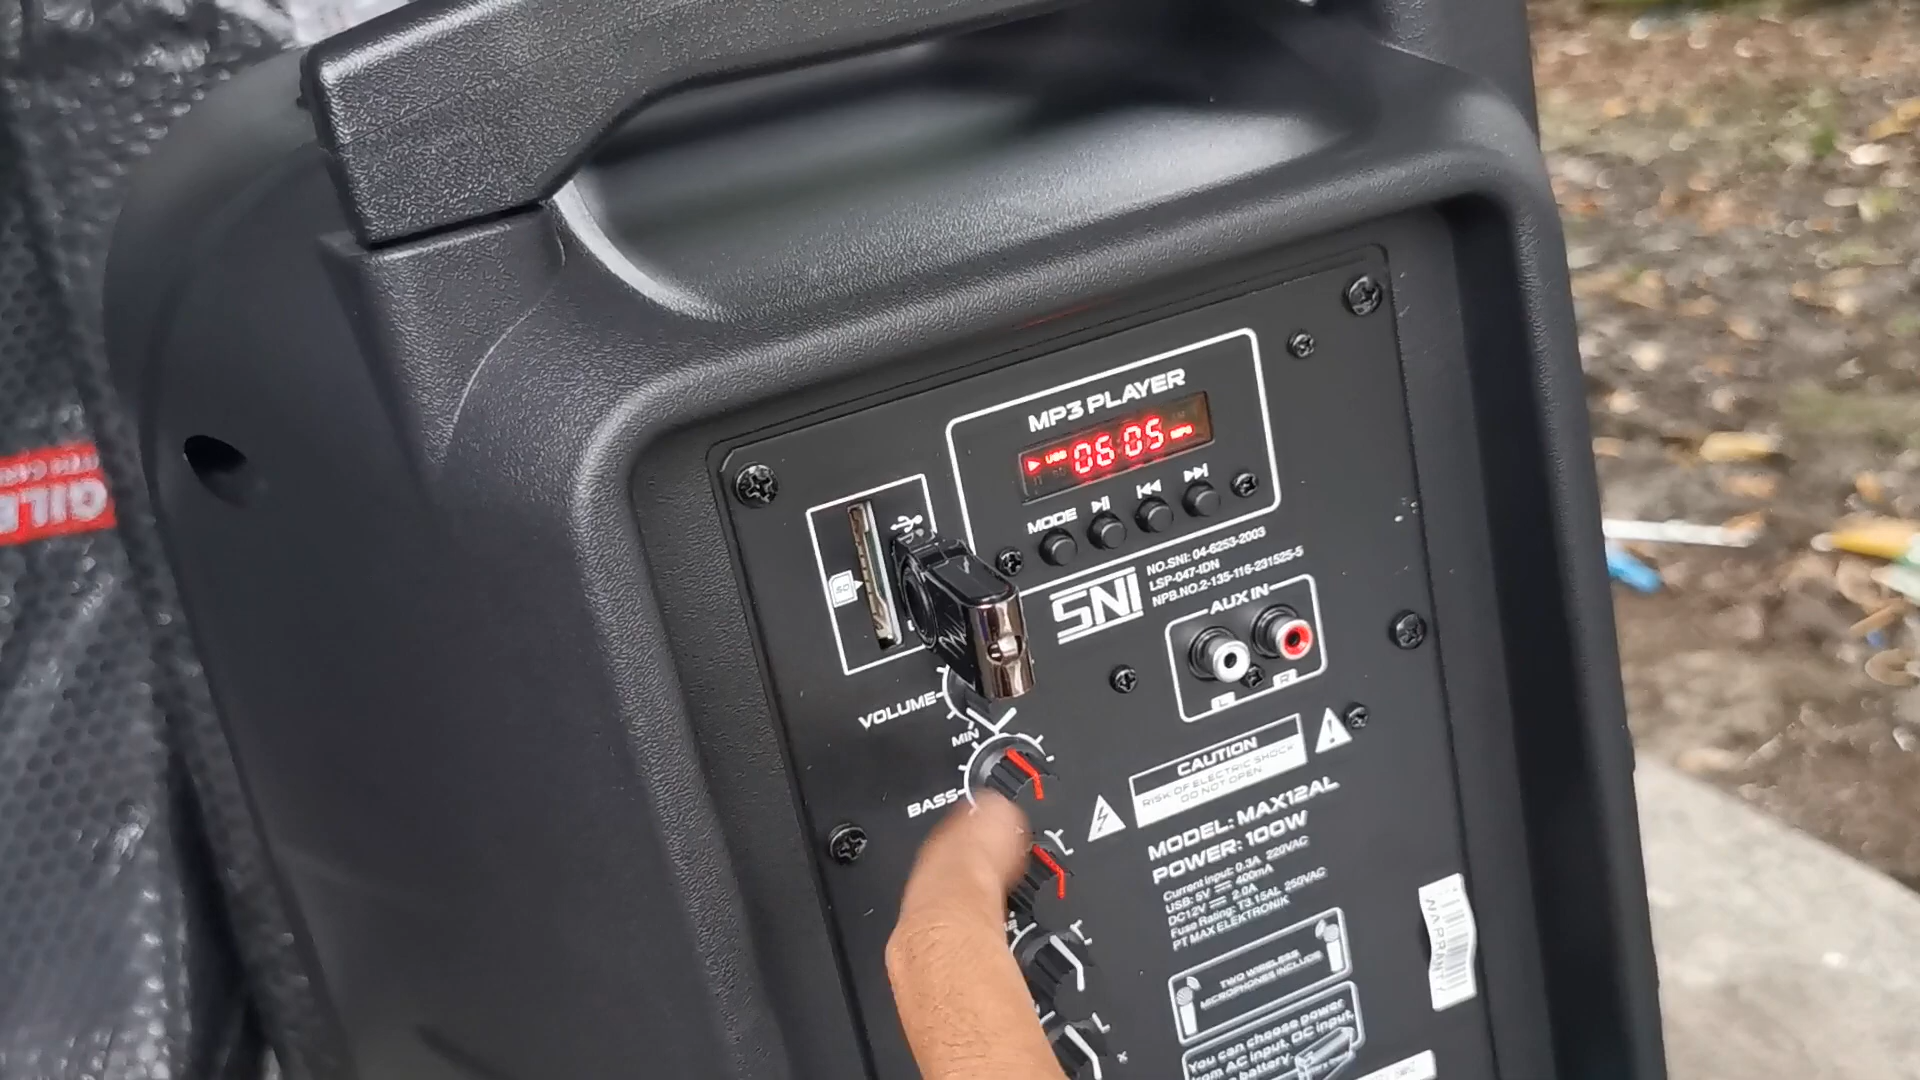 MP3 PLAYER
USB 06:05 MP3
MODE
SD
SNI
NO.SNI: 04-6253-2003
LSP-047-IDN
NPB.NO.2-135-116-231525-5
AUX IN
L R
VOLUME
MIN
BASS
CAUTION
RISK OF ELECTRIC SHOCK
DO NOT OPEN
MODEL: MAX12AL
POWER: 100W
Current input: 0.3A 220VAC
USB: 5V 400mA
DC12V 2.0A
Fuse Rating: T3.15AL 250VAC
PT MAX ELEKTRONIK
TWO WIRELESS
MICROPHONES INCLUDE
WARRANTY
You can choose power
from AC input, DC input,
battery.